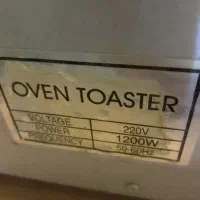 OVEN TOASTER
VOLTAGE 220V
POWER 1200W
FREQUENCY 50-60Hz